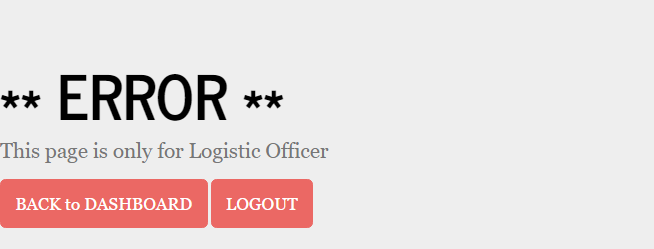 ** ERROR **
This page is only for Logistic Officer
BACK to DASHBOARD LOGOUT